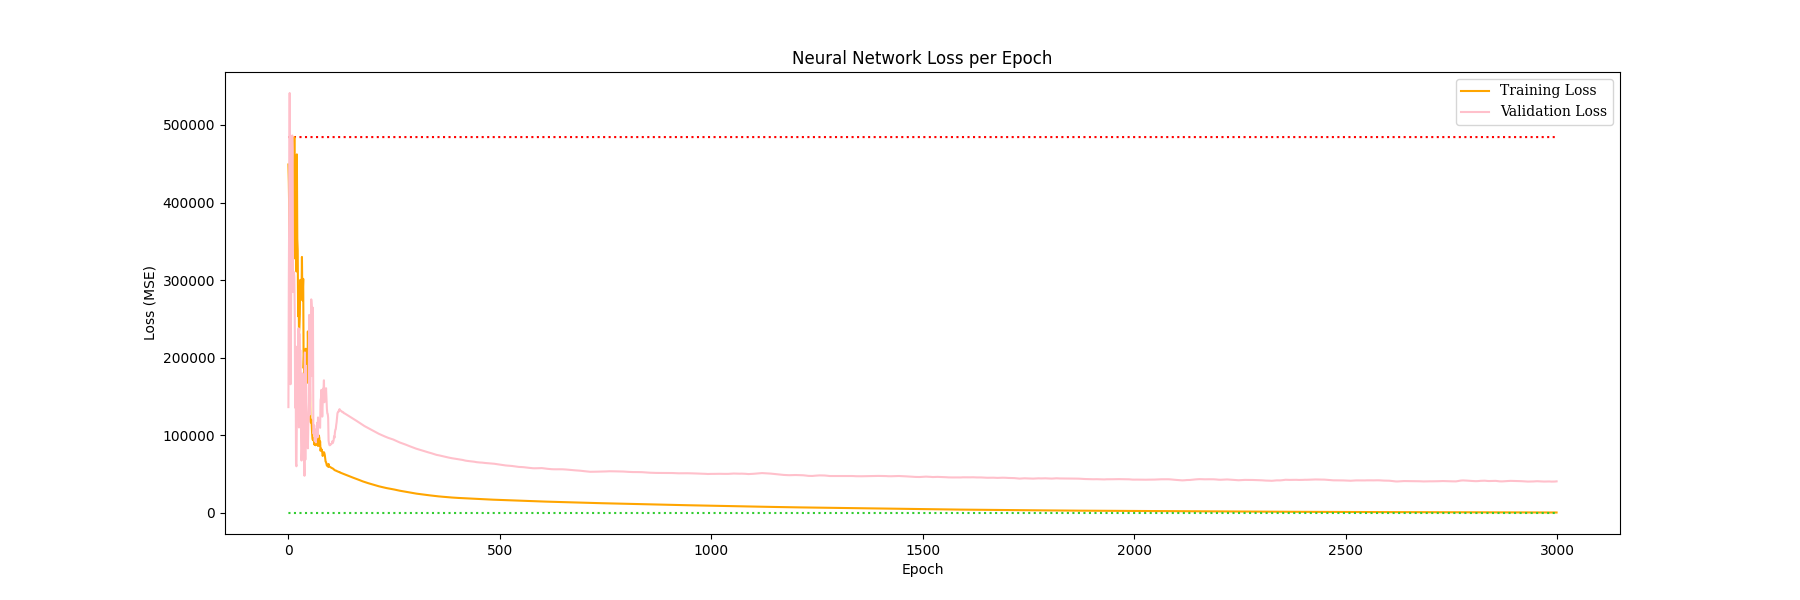 Neural Network Loss per Epoch
Training Loss
Validation Loss
500000
400000
300000
200000
100000
0
Loss (MSE)
0
500
1000
1500
2000
2500
3000
Epoch